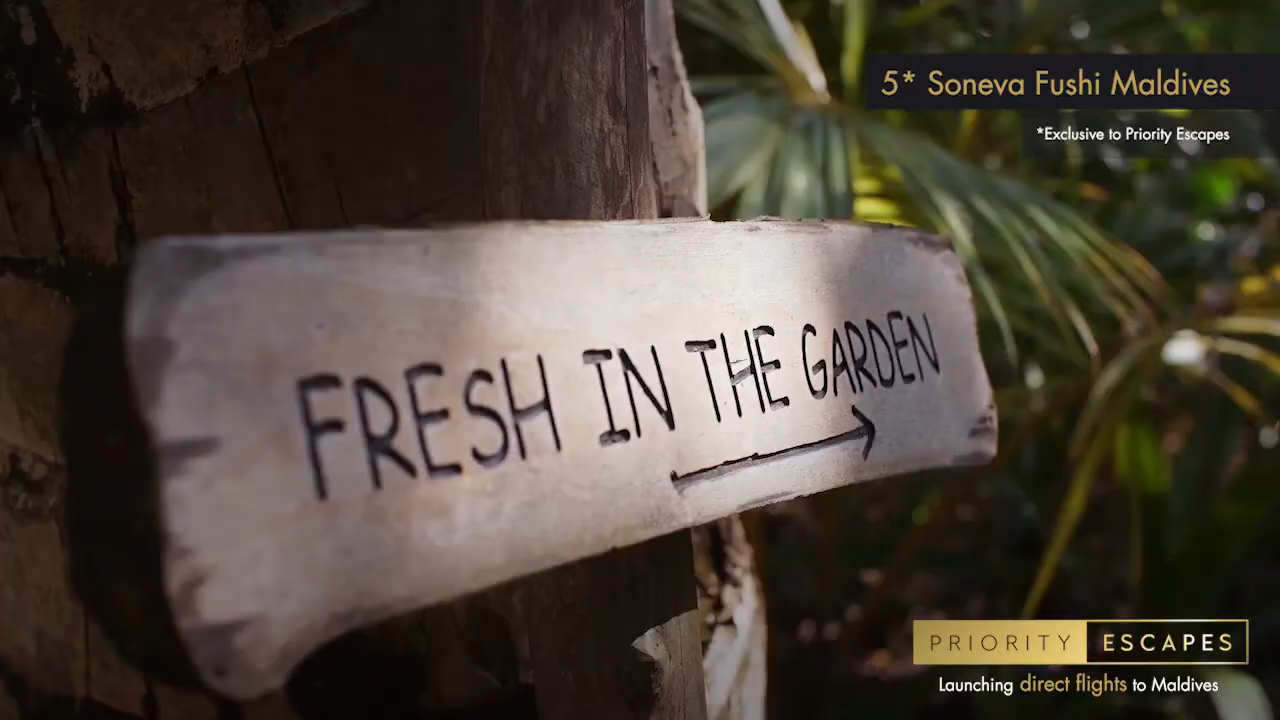 5* Soneva Fushi Maldives
*Exclusive to Priority Escapes
FRESH IN THE GARDEN
PRIORITY ESCAPES
Launching direct flights to Maldives